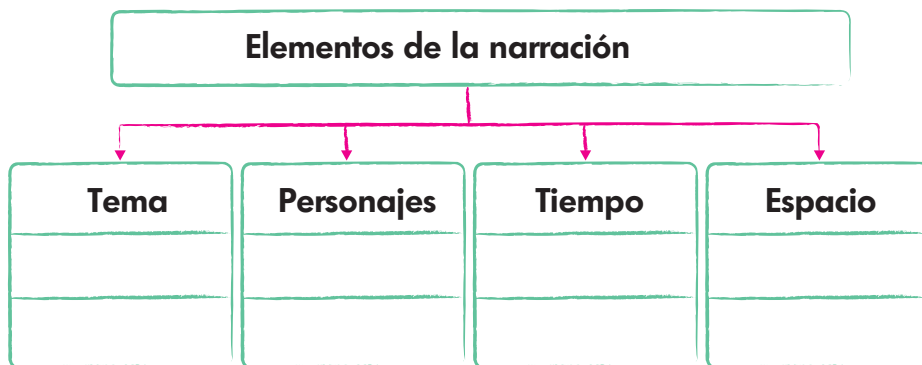 Elementos de la narración
Tema
Personajes
Tiempo
Espacio